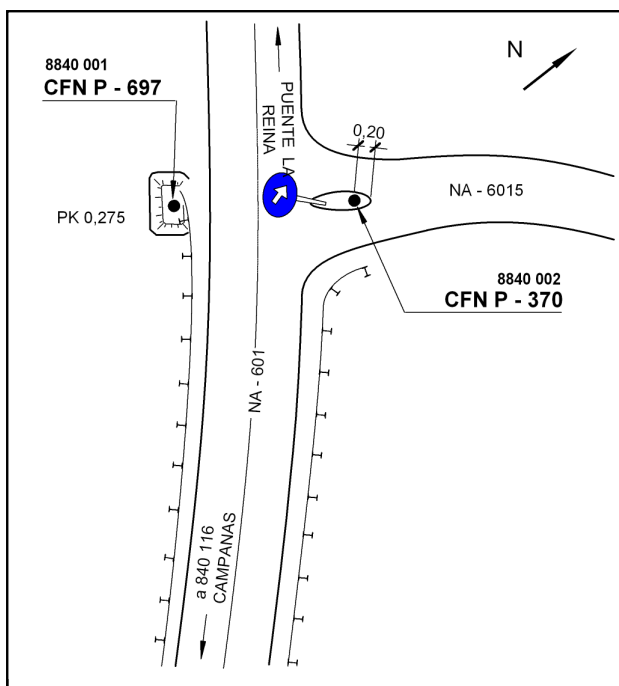 8840 001
CFN P - 697
PUENTE LA
REINA
N
0,20
NA - 6015
PK 0,275
8840 002
CFN P - 370
NA - 601
a 840 116
CAMPANAS